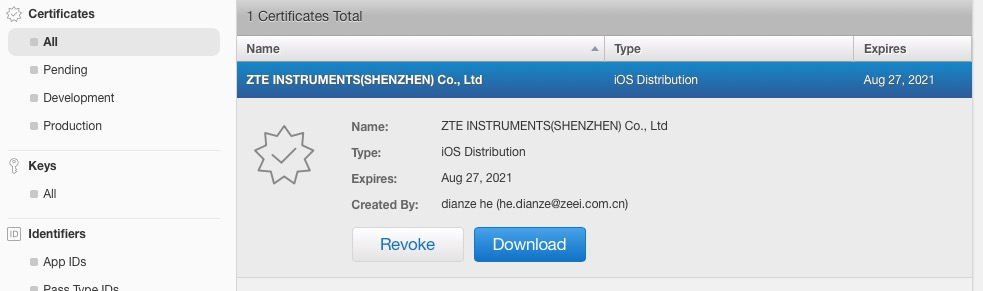 Certificates
All
Pending
Development
Production
Keys
All
ID Identifiers
App IDs
Pass Type IDs
1 Certificates Total
Name Type Expires
ZTE INSTRUMENTS(SHENZHEN) Co., Ltd iOS Distribution Aug 27, 2021
Name: ZTE INSTRUMENTS(SHENZHEN) Co., Ltd
Type: iOS Distribution
Expires: Aug 27, 2021
Created By: dianze he (he.dianze@zeei.com.cn)
Revoke Download